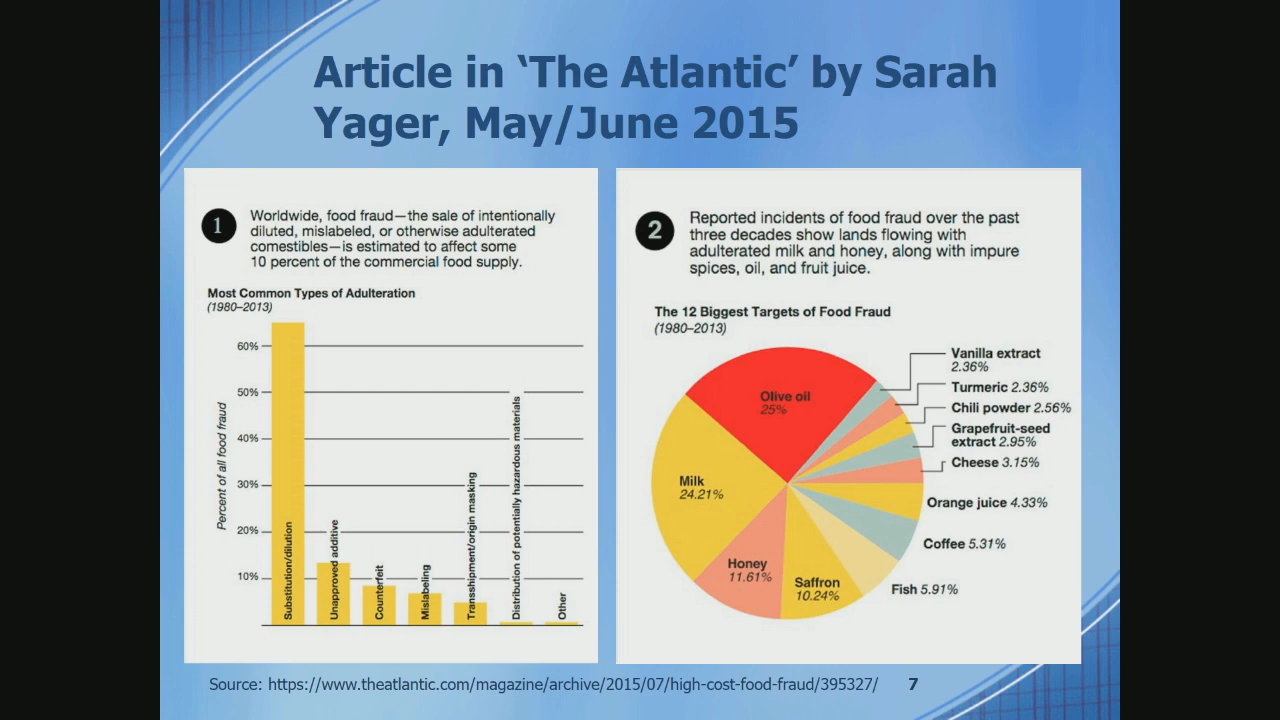 Article in ‘The Atlantic’ by Sarah
Yager, May/June 2015
1
Worldwide, food fraud—the sale of intentionally
diluted, mislabeled, or otherwise adulterated
comestibles—is estimated to affect some
10 percent of the commercial food supply.
Most Common Types of Adulteration
(1980–2013)
Percent of all food fraud
60%
50%
40%
30%
20%
10%
Substitution/dilution
Unapproved additive
Counterfeit
Mislabeling
Transshipment/origin masking
Distribution of potentially hazardous materials
Other
2
Reported incidents of food fraud over the past
three decades show lands flowing with
adulterated milk and honey, along with impure
spices, oil, and fruit juice.
The 12 Biggest Targets of Food Fraud
(1980–2013)
Olive oil
25%
Vanilla extract
2.36%
Turmeric 2.36%
Chili powder 2.56%
Grapefruit-seed
extract 2.95%
Cheese 3.15%
Orange juice 4.33%
Coffee 5.31%
Fish 5.91%
Saffron
10.24%
Honey
11.61%
Milk
24.21%
Source: https://www.theatlantic.com/magazine/archive/2015/07/high-cost-food-fraud/395327/
7